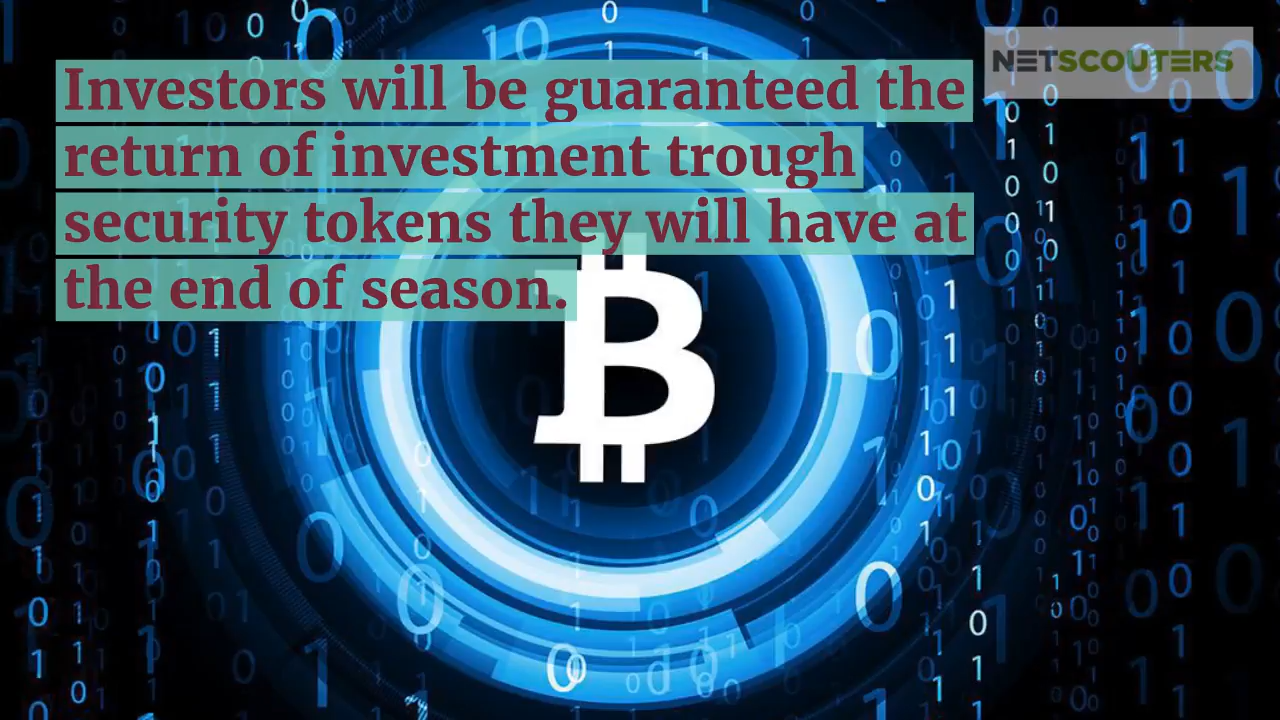 NETSCOUTERS
Investors will be guaranteed the
return of investment trough
security tokens they will have at
the end of season.